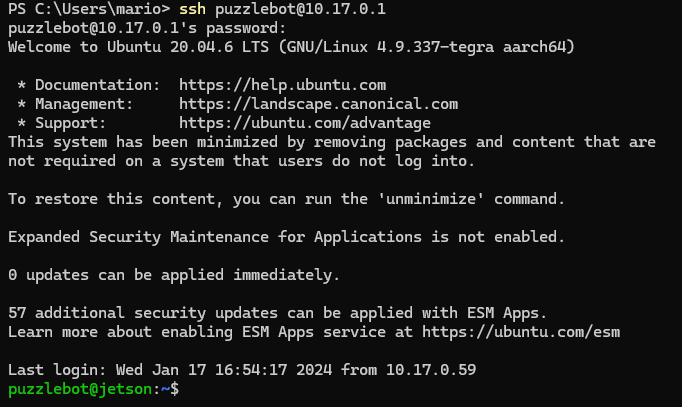 PS C:\Users\mario> ssh puzzlebot@10.17.0.1
puzzlebot@10.17.0.1's password:
Welcome to Ubuntu 20.04.6 LTS (GNU/Linux 4.9.337-tegra aarch64)
* Documentation: https://help.ubuntu.com
* Management: https://landscape.canonical.com
* Support: https://ubuntu.com/advantage
This system has been minimized by removing packages and content that are
not required on a system that users do not log into.
To restore this content, you can run the 'unminimize' command.
Expanded Security Maintenance for Applications is not enabled.
0 updates can be applied immediately.
57 additional security updates can be applied with ESM Apps.
Learn more about enabling ESM Apps service at https://ubuntu.com/esm
Last login: Wed Jan 17 16:54:17 2024 from 10.17.0.59
puzzlebot@jetson:~$